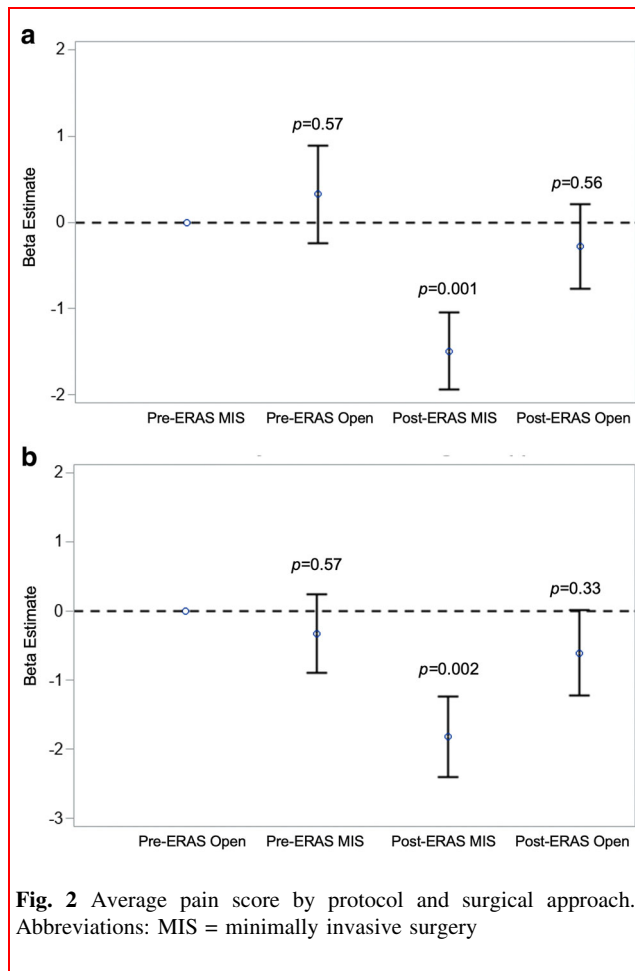 a
2
p=0.57
1
p=0.56
0
Beta Estimate
p=0.001
-1
-2
Pre-ERAS MIS Pre-ERAS Open Post-ERAS MIS Post-ERAS Open
b
2
1
p=0.57
p=0.33
0
Beta Estimate
p=0.002
-1
-2
-3
Pre-ERAS Open Pre-ERAS MIS Post-ERAS MIS Post-ERAS Open
Fig. 2 Average pain score by protocol and surgical approach.
Abbreviations: MIS = minimally invasive surgery